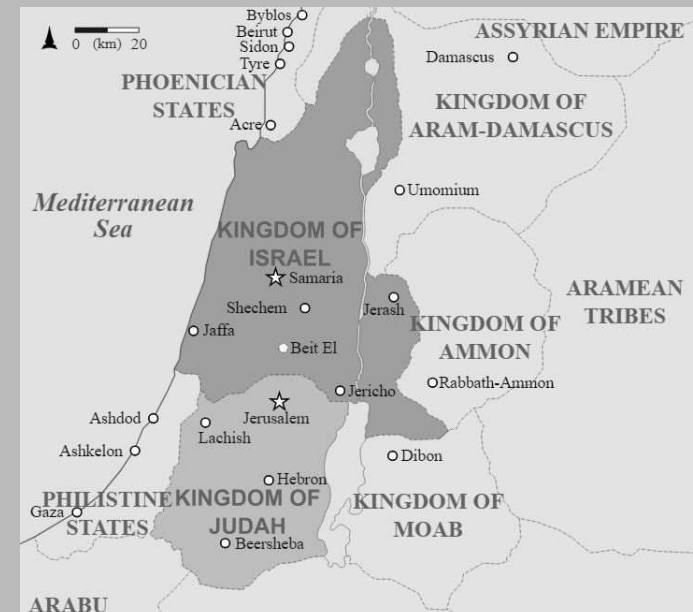 Byblos
Beirut
Sidon
Tyre
0 (km) 20
ASSYRIAN EMPIRE
Damascus
PHOENICIAN
STATES
KINGDOM OF
ARAM-DAMASCUS
Acre
Umomium
Mediterranean
Sea
KINGDOM OF
ISRAEL
Samaria
Shechem
Jerash
ARAMEAN
TRIBES
Jaffa
KINGDOM OF
AMMON
Beit El
Jericho
Rabbath-Ammon
Ashdod
Jerusalem
Lachish
Ashkelon
Dibon
Hebron
Gaza
PHILISTINE
STATES
KINGDOM OF
JUDAH
KINGDOM OF
MOAB
Beersheba
ARABU